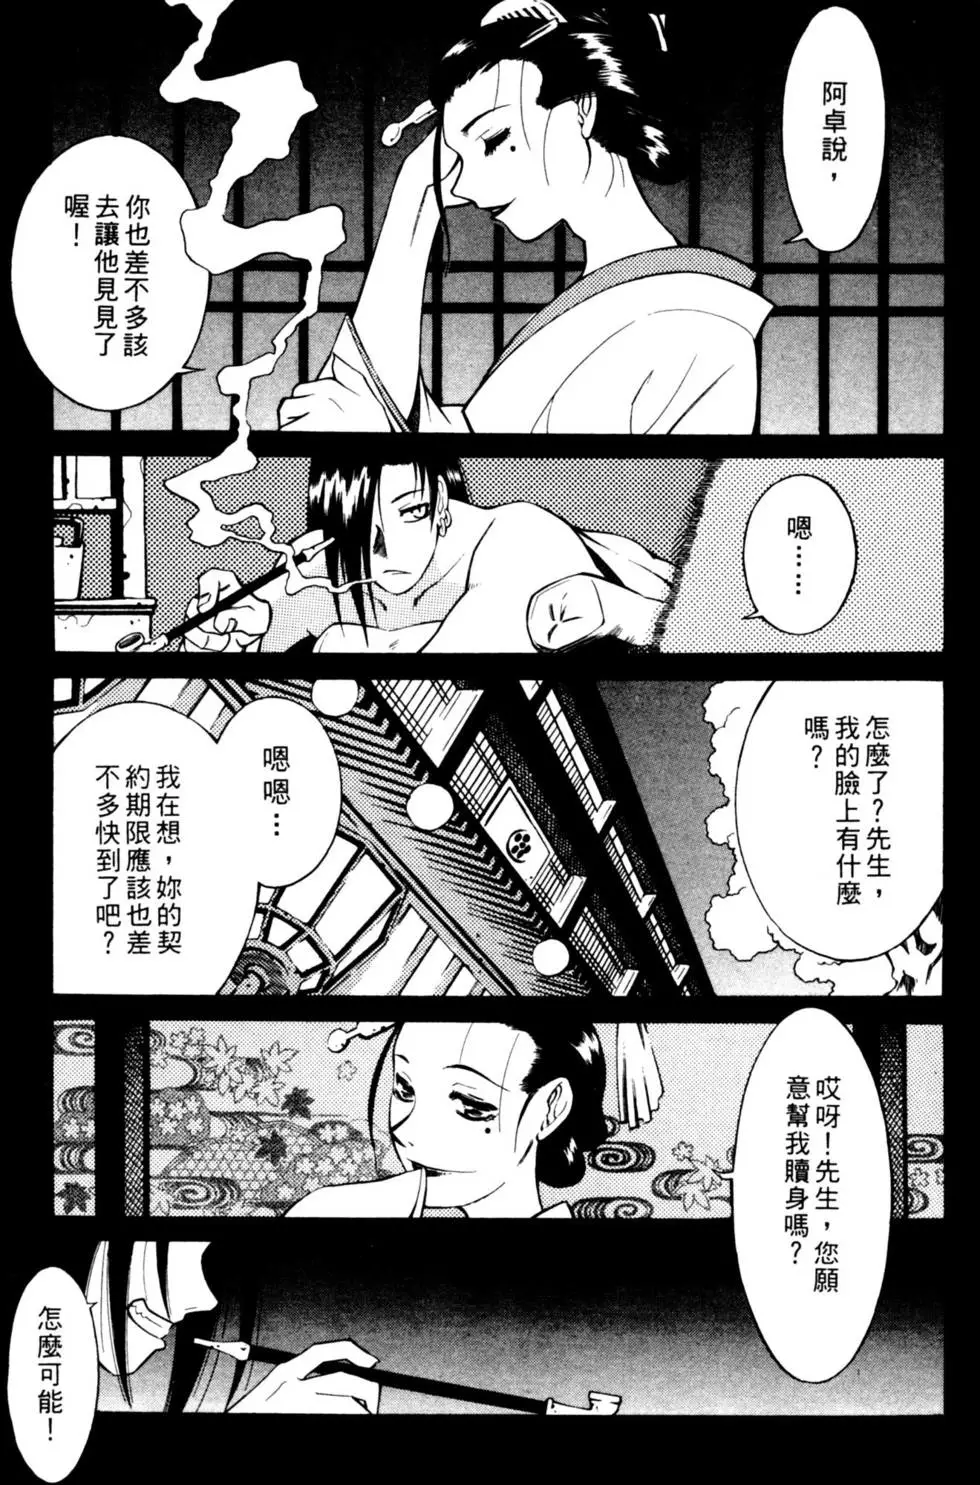 阿卓說，
你也差不多該
去讓他見見了
喔！
嗯……
怎麼了？先生，
我的臉上有什麼
嗎？
嗯嗯…
我在想，妳的契
約期限應該也差
不多快到了吧？
哎呀！先生，您願
意幫我贖身嗎？
怎麼可能！